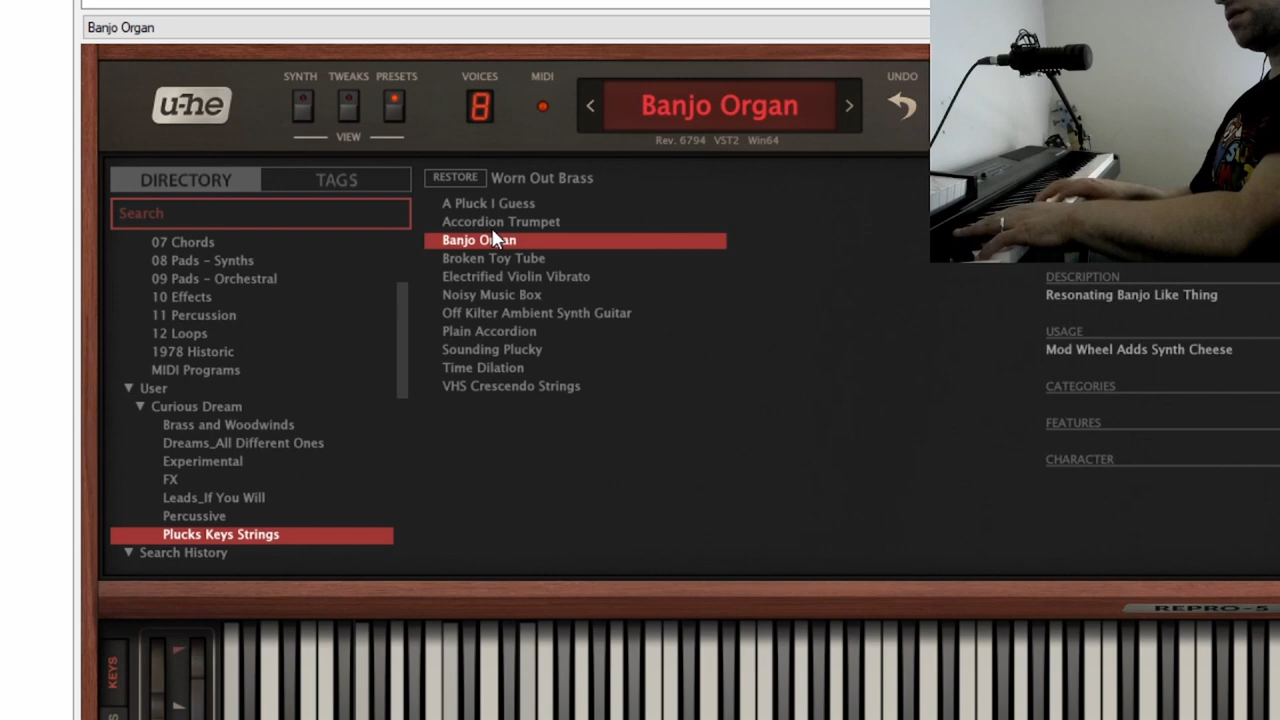 Banjo Organ
u-he
SYNTH TWEAKS PRESETS
VIEW
VOICES
8
MIDI
Banjo Organ
Rev. 6794 VST2 Win64
UNDO
DIRECTORY TAGS
Search
07 Chords
08 Pads - Synths
09 Pads - Orchestral
10 Effects
11 Percussion
12 Loops
1978 Historic
MIDI Programs
User
Curious Dream
Brass and Woodwinds
Dreams_All Different Ones
Experimental
FX
Leads_If You Will
Percussive
Plucks Keys Strings
Search History
RESTORE Worn Out Brass
A Pluck I Guess
Accordion Trumpet
Banjo Organ
Broken Toy Tube
Electrified Violin Vibrato
Noisy Music Box
Off Kilter Ambient Synth Guitar
Plain Accordion
Sounding Plucky
Time Dilation
VHS Crescendo Strings
DESCRIPTION
Resonating Banjo Like Thing
USAGE
Mod Wheel Adds Synth Cheese
CATEGORIES
FEATURES
CHARACTER
REPRO-5
KEYS